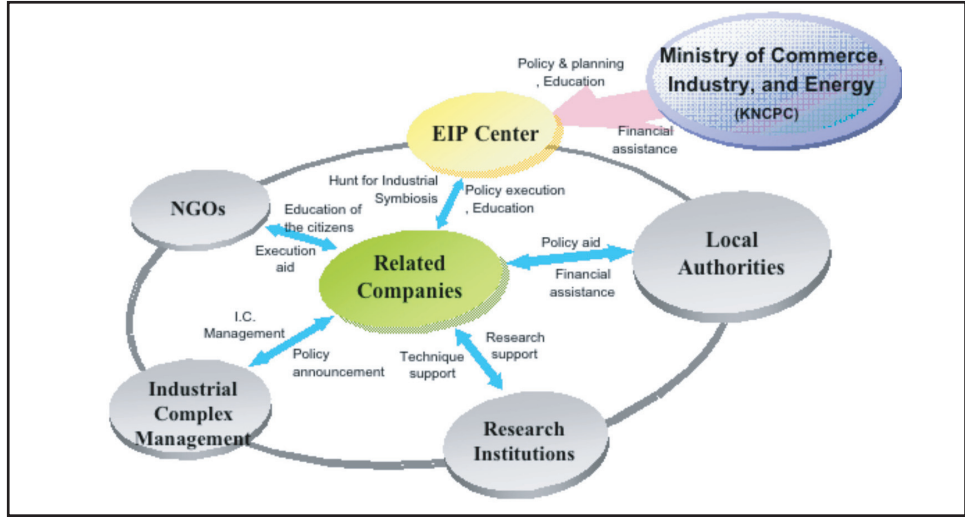 Ministry of Commerce,
Industry, and Energy
(KNCPC)
Policy & planning
, Education
Financial
assistance
EIP Center
Hunt for Industrial
Symbiosis
Policy execution
, Education
NGOs
Education of
the citizens
Execution
aid
Related
Companies
Policy aid
Financial
assistance
Local
Authorities
I.C.
Management
Policy
announcement
Technique
support
Research
support
Industrial
Complex
Management
Research
Institutions